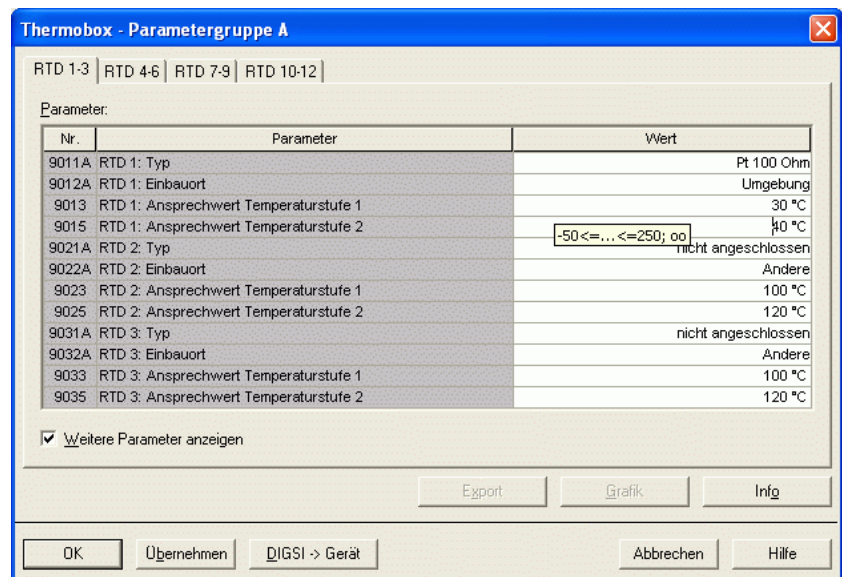 Thermobox - Parametergruppe A
RTD 1-3 RTD 4-6 RTD 7-9 RTD 10-12
Parameter:
Nr. Parameter Wert
9011A RTD 1: Typ Pt 100 Ohm
9012A RTD 1: Einbauort Umgebung
9013 RTD 1: Ansprechwert Temperaturstufe 1 30 °C
9015 RTD 1: Ansprechwert Temperaturstufe 2 40 °C
-50<=...<=250; oo
9021A RTD 2: Typ nicht angeschlossen
9022A RTD 2: Einbauort Andere
9023 RTD 2: Ansprechwert Temperaturstufe 1 100 °C
9025 RTD 2: Ansprechwert Temperaturstufe 2 120 °C
9031A RTD 3: Typ nicht angeschlossen
9032A RTD 3: Einbauort Andere
9033 RTD 3: Ansprechwert Temperaturstufe 1 100 °C
9035 RTD 3: Ansprechwert Temperaturstufe 2 120 °C
Weitere Parameter anzeigen
Export Grafik Info
OK Übernehmen DIGSI -> Gerät Abbrechen Hilfe